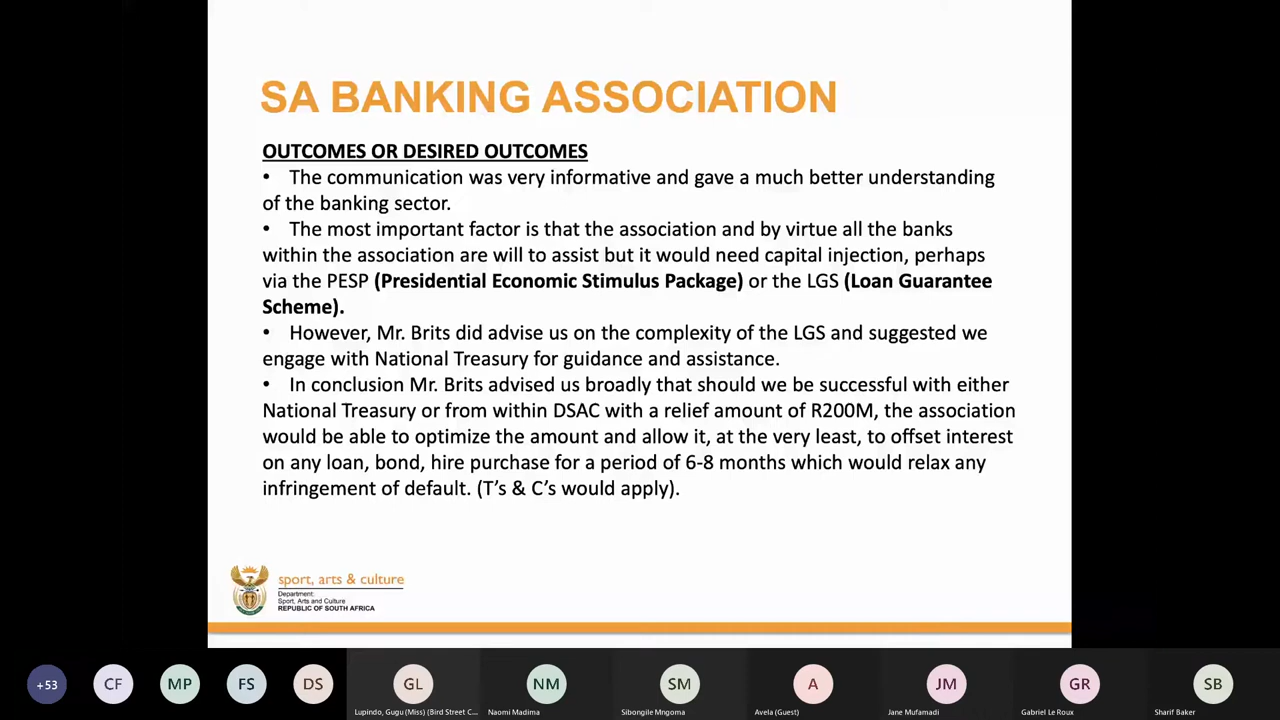 SA BANKING ASSOCIATION
OUTCOMES OR DESIRED OUTCOMES
• The communication was very informative and gave a much better understanding
of the banking sector.
• The most important factor is that the association and by virtue all the banks
within the association are will to assist but it would need capital injection, perhaps
via the PESP (Presidential Economic Stimulus Package) or the LGS (Loan Guarantee
Scheme).
• However, Mr. Brits did advise us on the complexity of the LGS and suggested we
engage with National Treasury for guidance and assistance.
• In conclusion Mr. Brits advised us broadly that should we be successful with either
National Treasury or from within DSAC with a relief amount of R200M, the association
would be able to optimize the amount and allow it, at the very least, to offset interest
on any loan, bond, hire purchase for a period of 6-8 months which would relax any
infringement of default. (T's & C's would apply).
sport, arts & culture
Department:
Sport, Arts and Culture
REPUBLIC OF SOUTH AFRICA
+53 CF MP FS DS GL NM SM A JM GR SB
Lupindo, Gugu (Miss) (Bird Street C... Naomi Madima Sibongile Mngoma Avela (Guest) Jane Mufamadi Gabriel Le Roux Sharif Baker